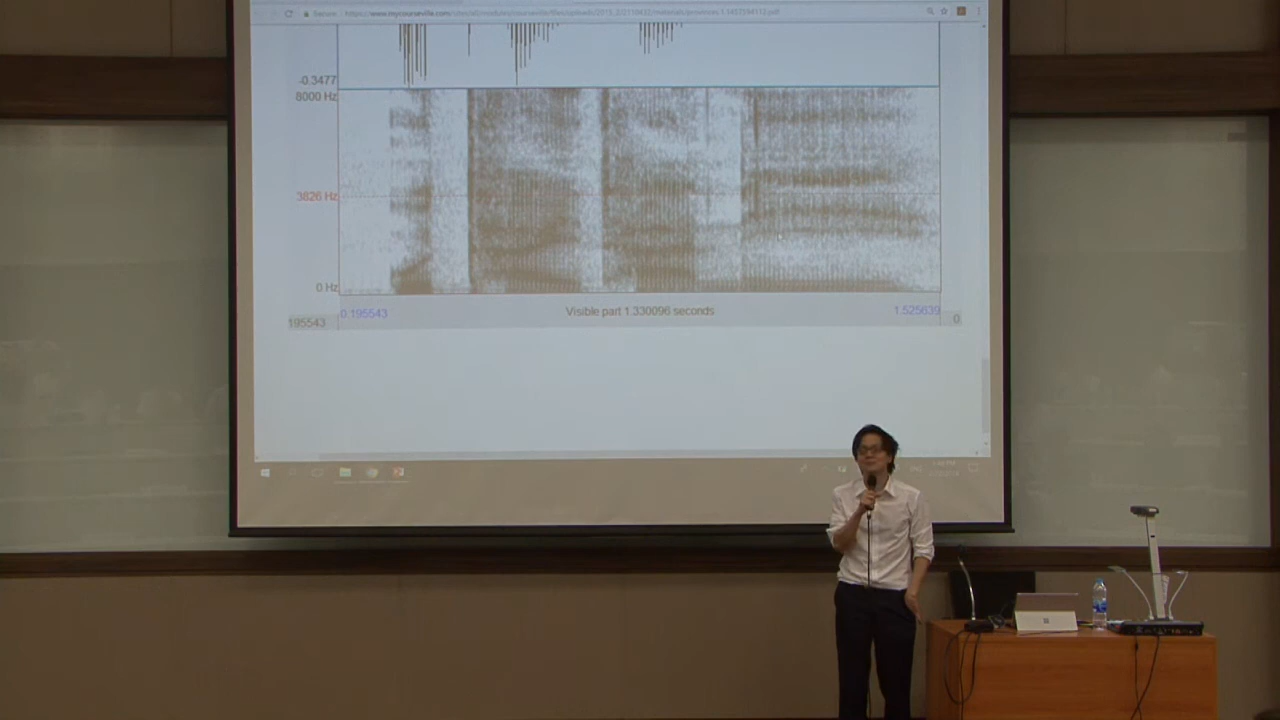 Secure
-0.3477
8000 Hz
3826 Hz
0 Hz
0.195543
Visible part 1.330096 seconds
1.525639
195543
0